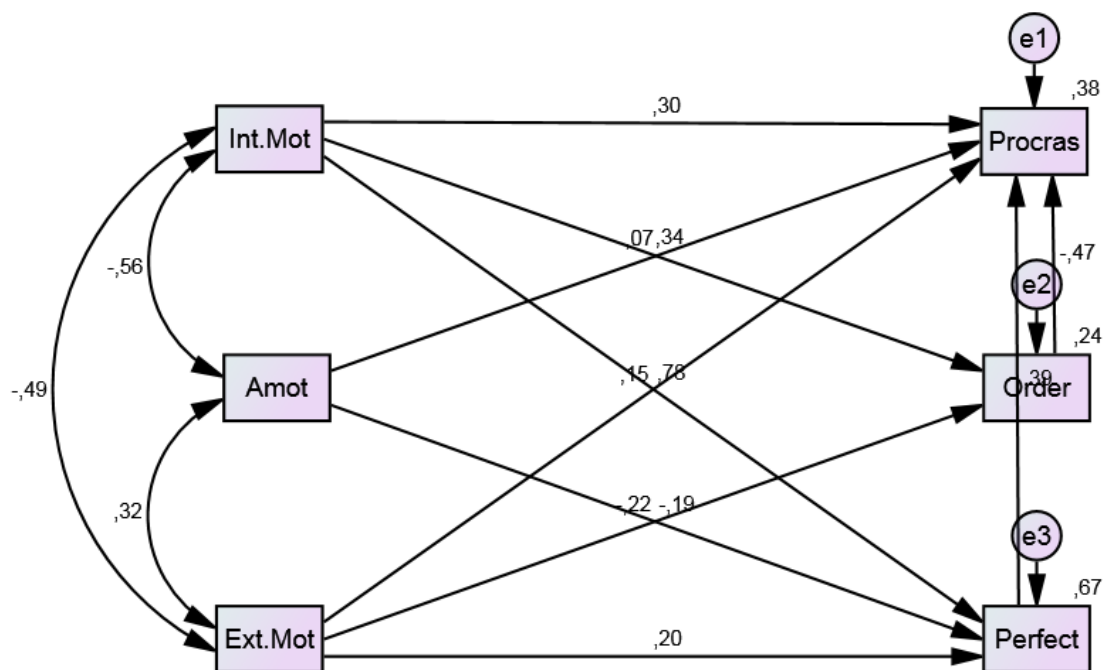 e1
,38
,30
Int.Mot
Procras
,07
,34
-,56
-,47
e2
,24
,15
,78
,39
Amot
Order
-,49
-,22
-,19
,32
e3
,67
,20
Ext.Mot
Perfect